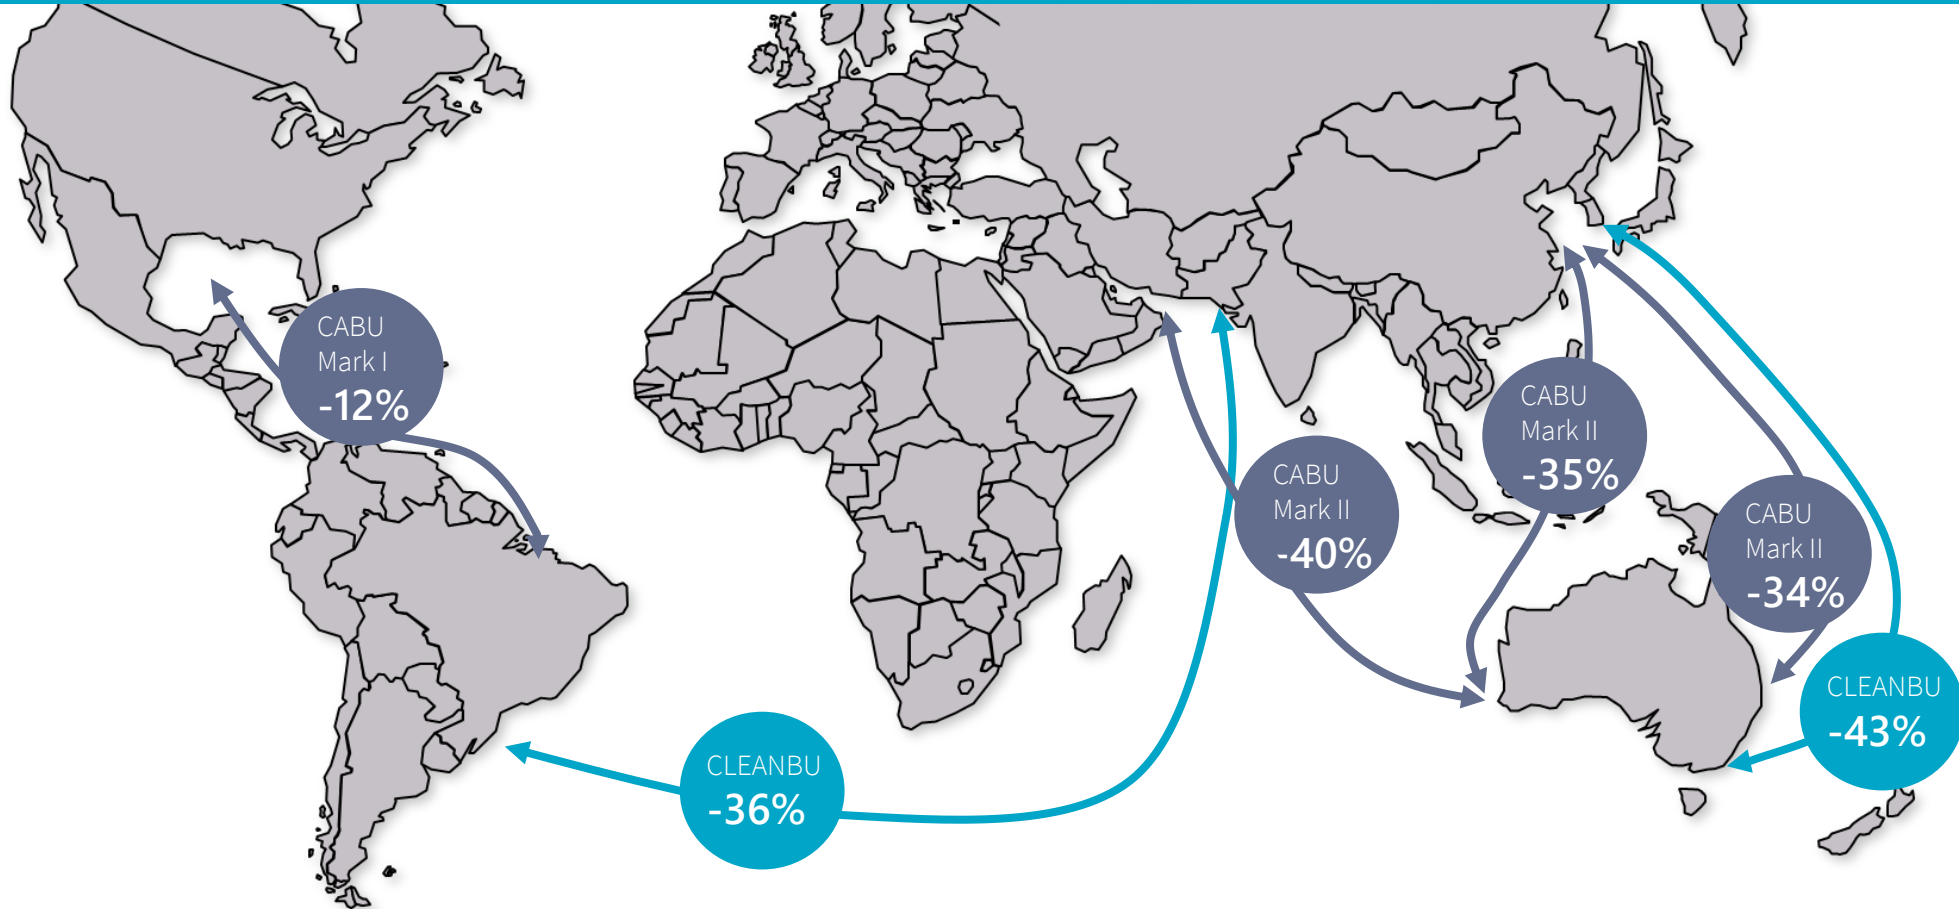 CABU
Mark I
-12%
CABU
Mark II
-35%
CABU
Mark II
-40%
CABU
Mark II
-34%
CLEANBU
-43%
CLEANBU
-36%